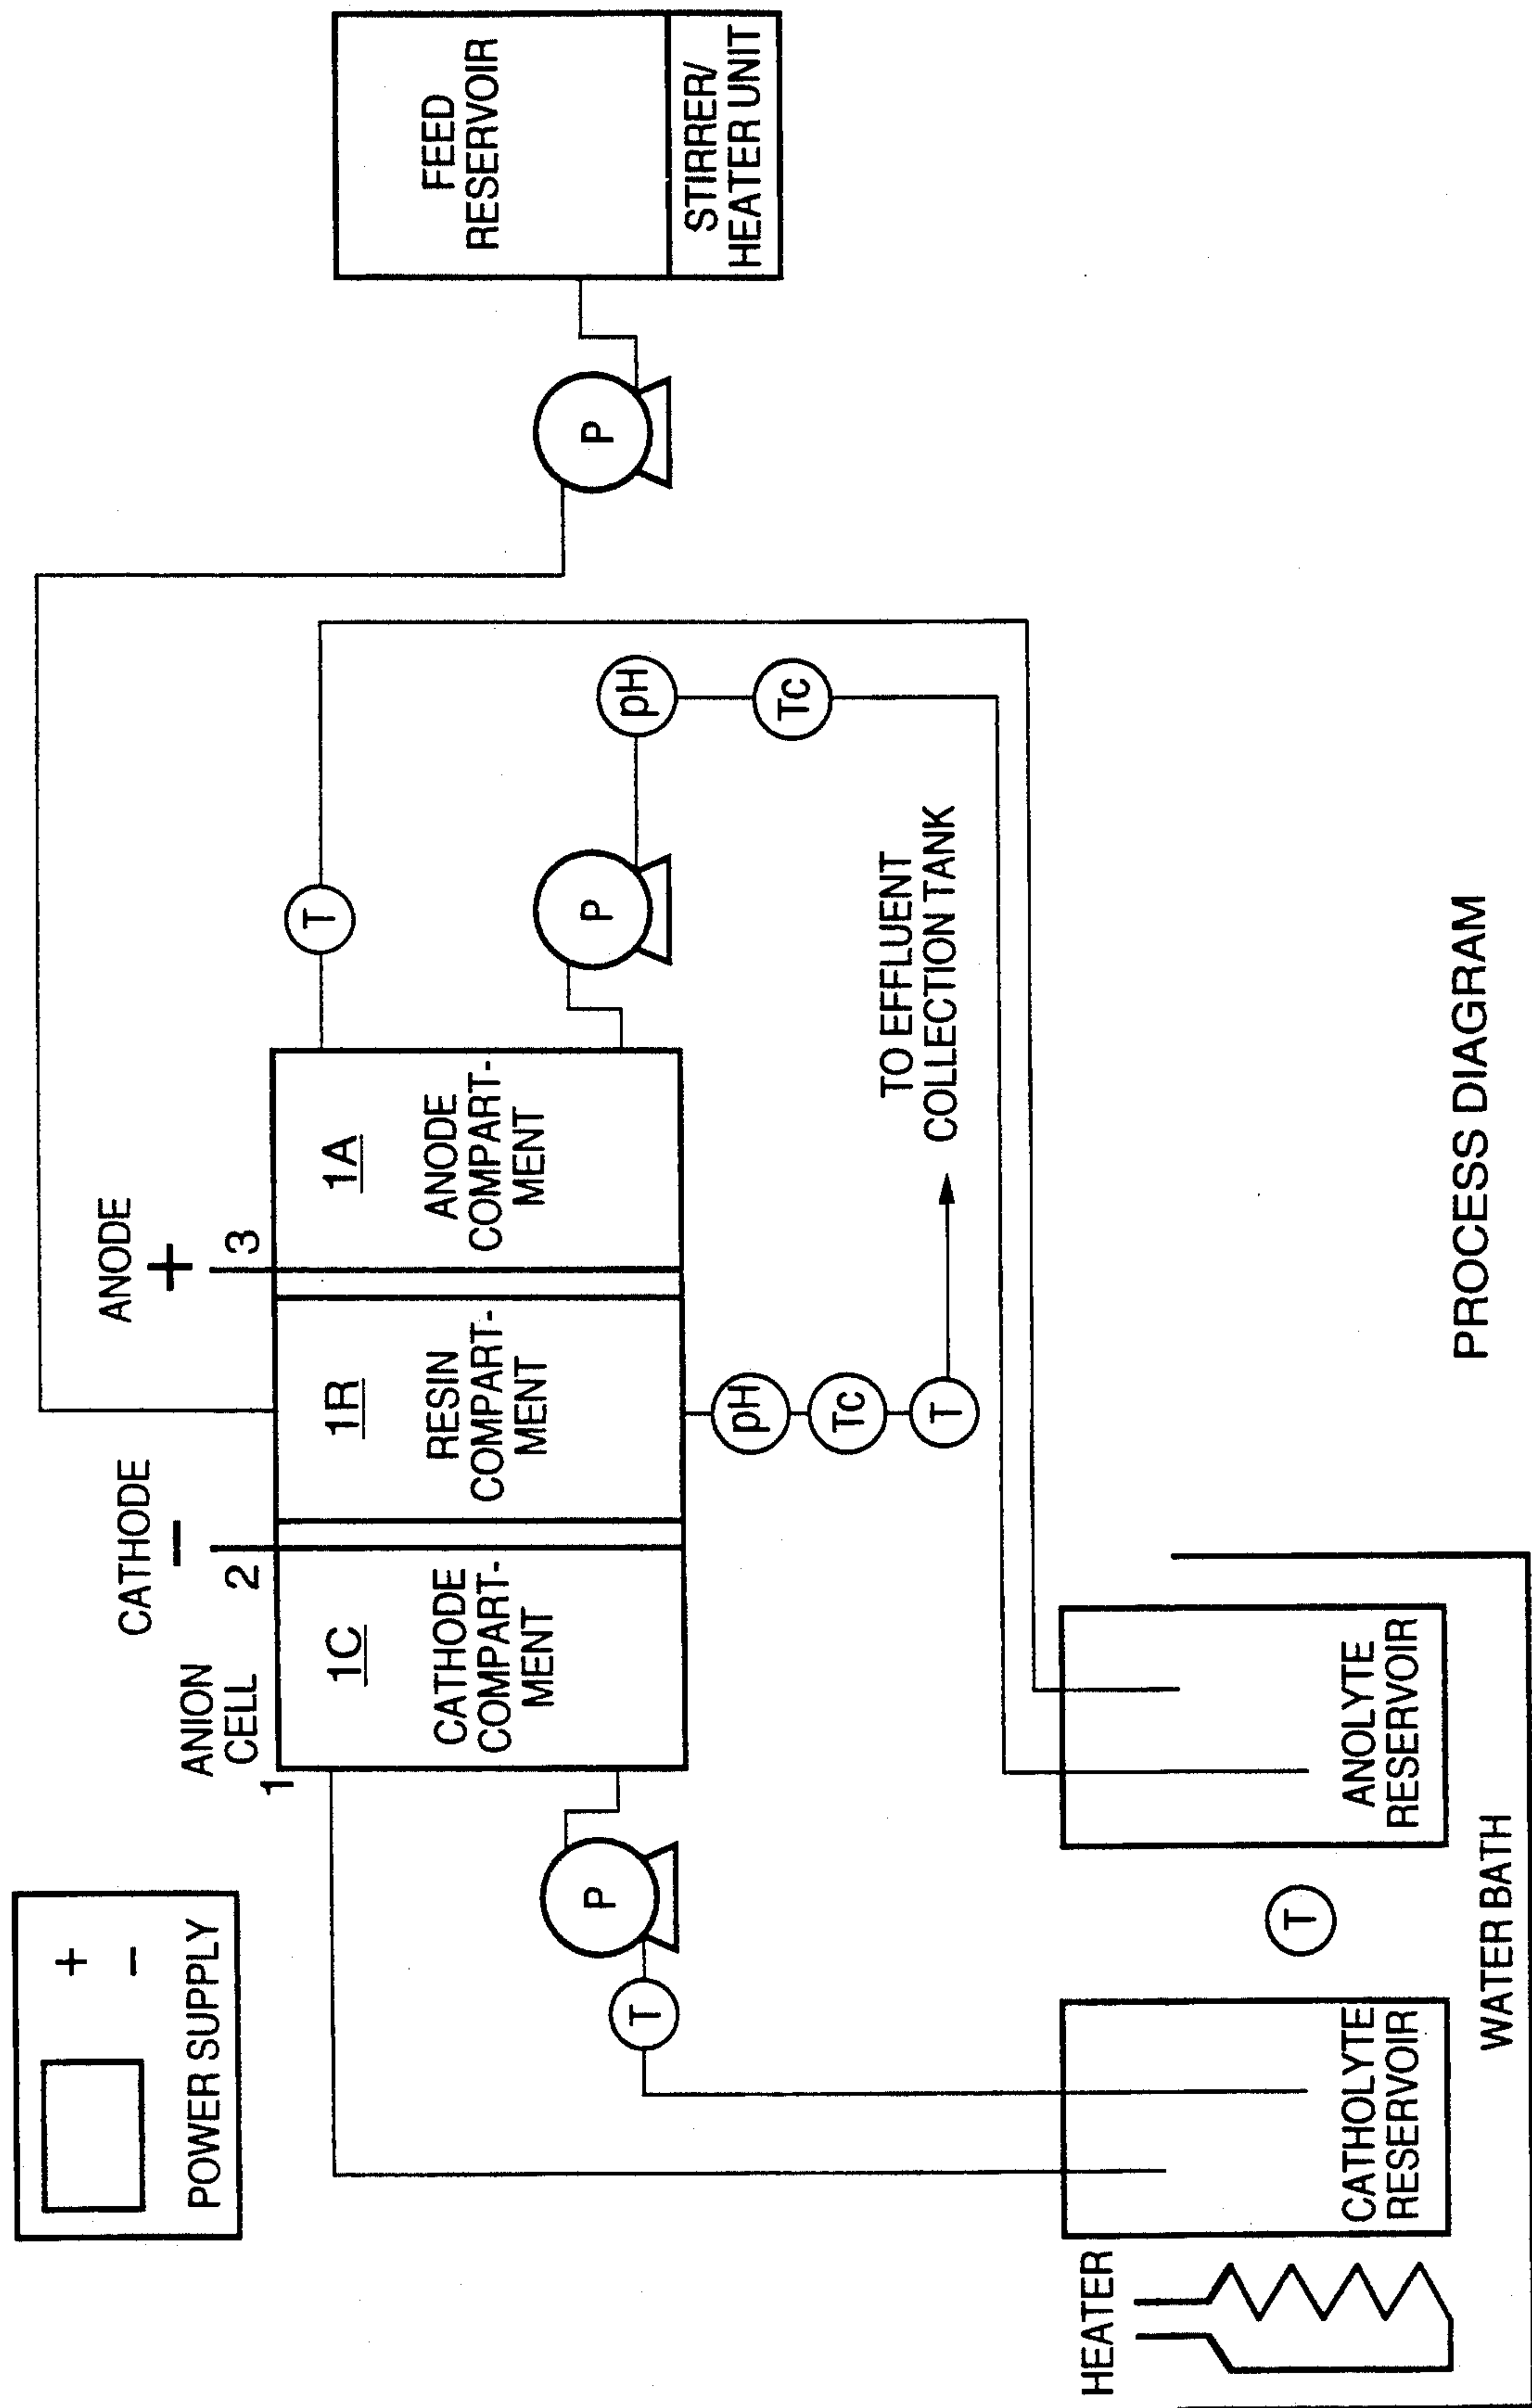 POWER SUPPLY
+
−
ANION
CELL
1
CATHODE
−
2
ANODE
+
3
1C
CATHODE
COMPART-
MENT
1R
RESIN
COMPART-
MENT
1A
ANODE
COMPART-
MENT
T
P
P
P
FEED
RESERVOIR
STIRRER/
HEATER UNIT
T
pH
Tc
pH
Tc
T
TO EFFLUENT
COLLECTION TANK
HEATER
CATHOLYTE
RESERVOIR
T
ANOLYTE
RESERVOIR
WATER BATH
PROCESS DIAGRAM